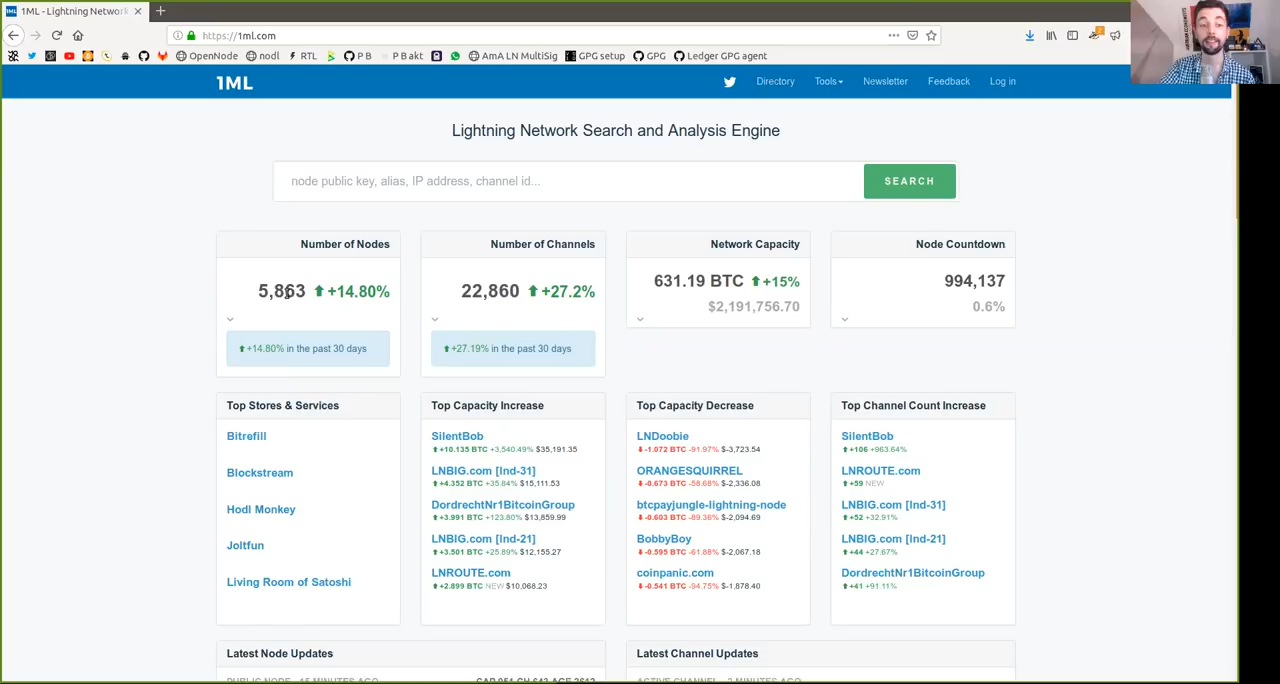 1ML - Lightning Network
https://1ml.com
OpenNode nodl RTL P B P B akt AmA LN MultiSig GPG setup GPG Ledger GPG agent
1ML
Directory Tools Newsletter Feedback Log in
Lightning Network Search and Analysis Engine
node public key, alias, IP address, channel id...
SEARCH
Number of Nodes
5,863 +14.80%
+14.80% in the past 30 days
Number of Channels
22,860 +27.2%
+27.19% in the past 30 days
Network Capacity
631.19 BTC +15%
$2,191,756.70
Node Countdown
994,137
0.6%
Top Stores & Services
Bitrefill
Blockstream
Hodl Monkey
Joltfun
Living Room of Satoshi
Top Capacity Increase
SilentBob
+10.135 BTC +3,540.49% $35,191.35
LNBIG.com [lnd-31]
+4.352 BTC +35.84% $15,111.53
DordrechtNr1BitcoinGroup
+3.991 BTC +123.80% $13,859.99
LNBIG.com [lnd-21]
+3.501 BTC +25.89% $12,155.27
LNROUTE.com
+2.899 BTC NEW $10,068.23
Top Capacity Decrease
LNDoobie
-1.072 BTC -91.97% $-3,723.54
ORANGESQUIRREL
-0.673 BTC -58.68% $-2,336.08
btcpayjungle-lightning-node
-0.603 BTC -89.36% $-2,094.69
BobbyBoy
-0.595 BTC -61.88% $-2,067.18
coinpanic.com
-0.541 BTC -94.75% $-1,878.40
Top Channel Count Increase
SilentBob
+106 +963.64%
LNROUTE.com
+59 NEW
LNBIG.com [lnd-31]
+52 +32.91%
LNBIG.com [lnd-21]
+44 +27.67%
DordrechtNr1BitcoinGroup
+41 +91.11%
Latest Node Updates
PUBLIC NODE - 15 MINUTES AGO
Latest Channel Updates
ACTIVE CHANNEL - 2 MINUTES AGO